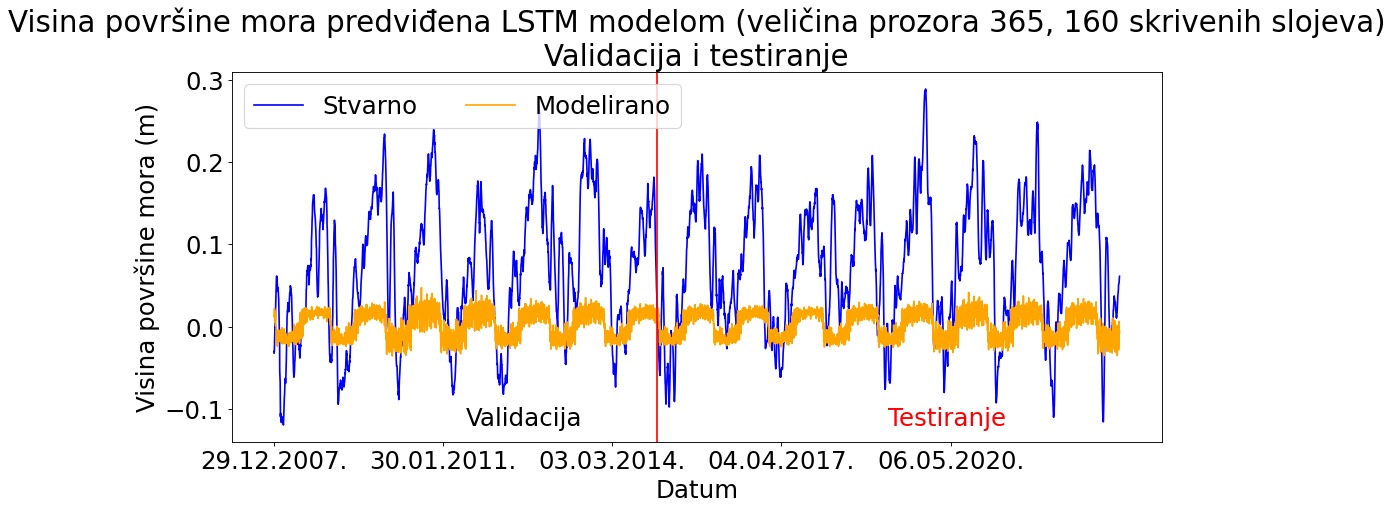 Visina površine mora predviđena LSTM modelom (veličina prozora 365, 160 skrivenih slojeva)
Validacija i testiranje
Stvarno
Modelirano
Visina površine mora (m)
0.3
0.2
0.1
0.0
−0.1
Validacija
Testiranje
29.12.2007.
30.01.2011.
03.03.2014.
04.04.2017.
06.05.2020.
Datum